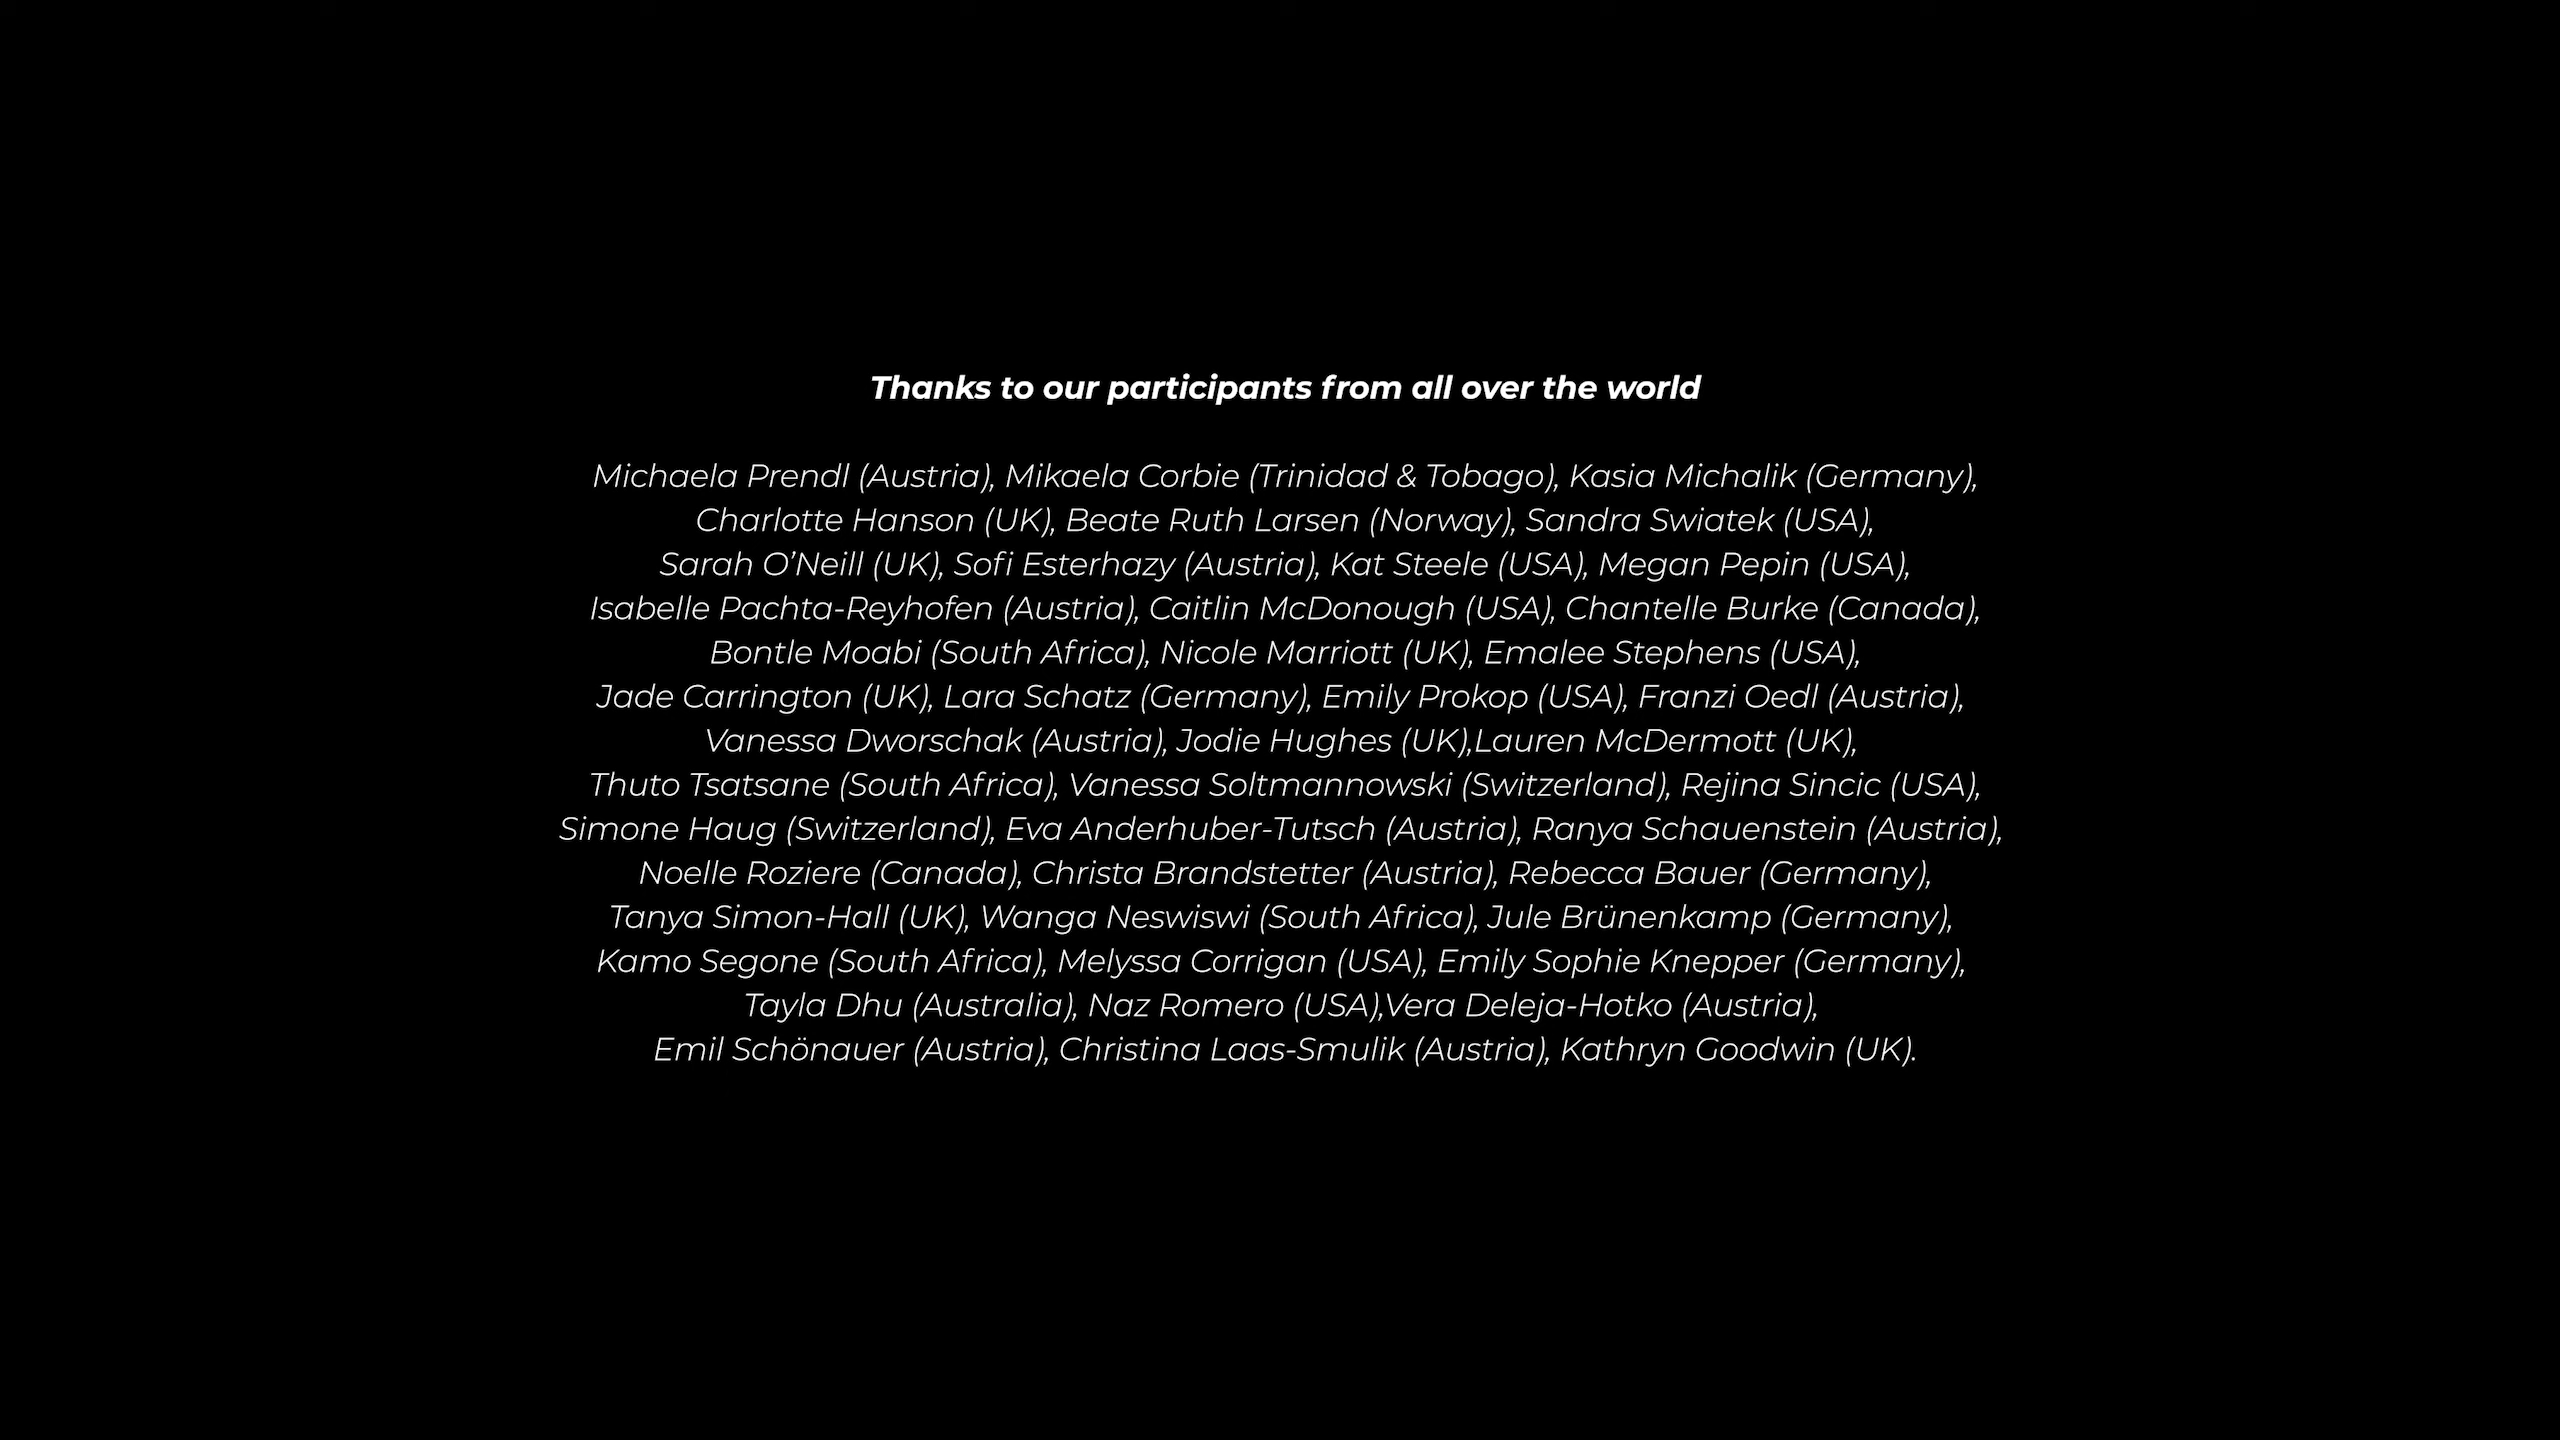 Thanks to our participants from all over the world
Michaela Prendl (Austria), Mikaela Corbie (Trinidad & Tobago), Kasia Michalik (Germany),
Charlotte Hanson (UK), Beate Ruth Larsen (Norway), Sandra Swiatek (USA),
Sarah O’Neill (UK), Sofi Esterhazy (Austria), Kat Steele (USA), Megan Pepin (USA),
Isabelle Pachta-Reyhofen (Austria), Caitlin McDonough (USA), Chantelle Burke (Canada),
Bontle Moabi (South Africa), Nicole Marriott (UK), Emalee Stephens (USA),
Jade Carrington (UK), Lara Schatz (Germany), Emily Prokop (USA), Franzi Oedl (Austria),
Vanessa Dworschak (Austria), Jodie Hughes (UK),Lauren McDermott (UK),
Thuto Tsatsane (South Africa), Vanessa Soltmannowski (Switzerland), Rejina Sincic (USA),
Simone Haug (Switzerland), Eva Anderhuber-Tutsch (Austria), Ranya Schauenstein (Austria),
Noelle Roziere (Canada), Christa Brandstetter (Austria), Rebecca Bauer (Germany),
Tanya Simon-Hall (UK), Wanga Neswiswi (South Africa), Jule Brünenkamp (Germany),
Kamo Segone (South Africa), Melyssa Corrigan (USA), Emily Sophie Knepper (Germany),
Tayla Dhu (Australia), Naz Romero (USA),Vera Deleja-Hotko (Austria),
Emil Schönauer (Austria), Christina Laas-Smulik (Austria), Kathryn Goodwin (UK).